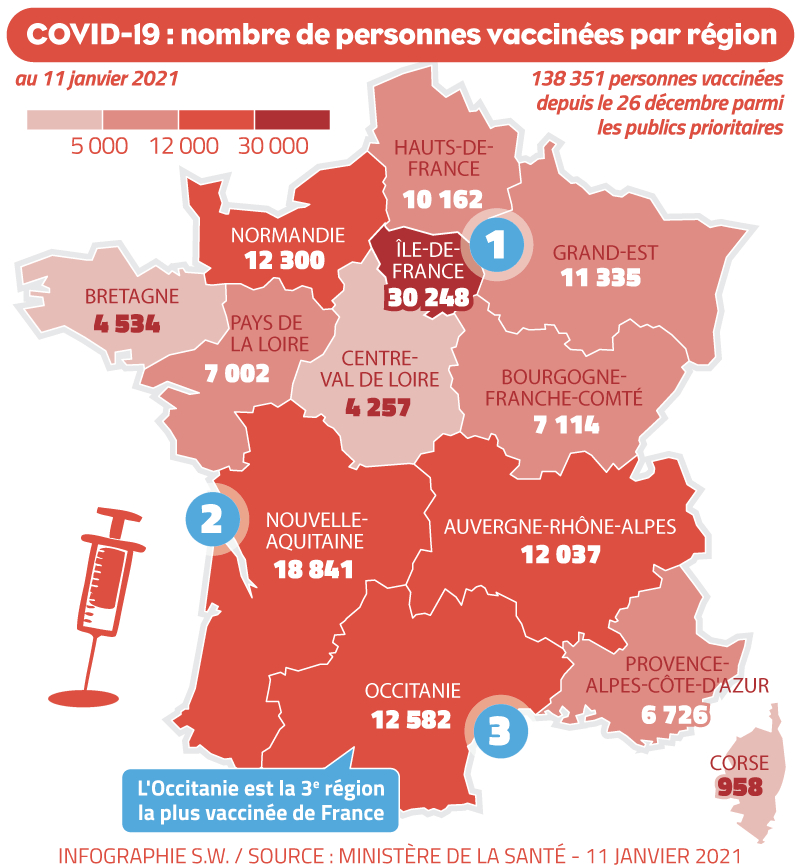 COVID-19 : nombre de personnes vaccinées par région
au 11 janvier 2021
138 351 personnes vaccinées
depuis le 26 décembre parmi
les publics prioritaires
5 000 12 000 30 000
HAUTS-DE-
FRANCE
10 162
NORMANDIE
12 300
ÎLE-DE-
FRANCE
30 248
1
GRAND-EST
11 335
BRETAGNE
4 534
PAYS DE
LA LOIRE
7 002
CENTRE-
VAL DE LOIRE
4 257
BOURGOGNE-
FRANCHE-COMTÉ
7 114
2
NOUVELLE-
AQUITAINE
18 841
AUVERGNE-RHÔNE-ALPES
12 037
OCCITANIE
12 582
3
PROVENCE-
ALPES-CÔTE-D'AZUR
6 726
CORSE
958
L'Occitanie est la 3e région
la plus vaccinée de France
INFOGRAPHIE S.W. / SOURCE : MINISTÈRE DE LA SANTÉ - 11 JANVIER 2021